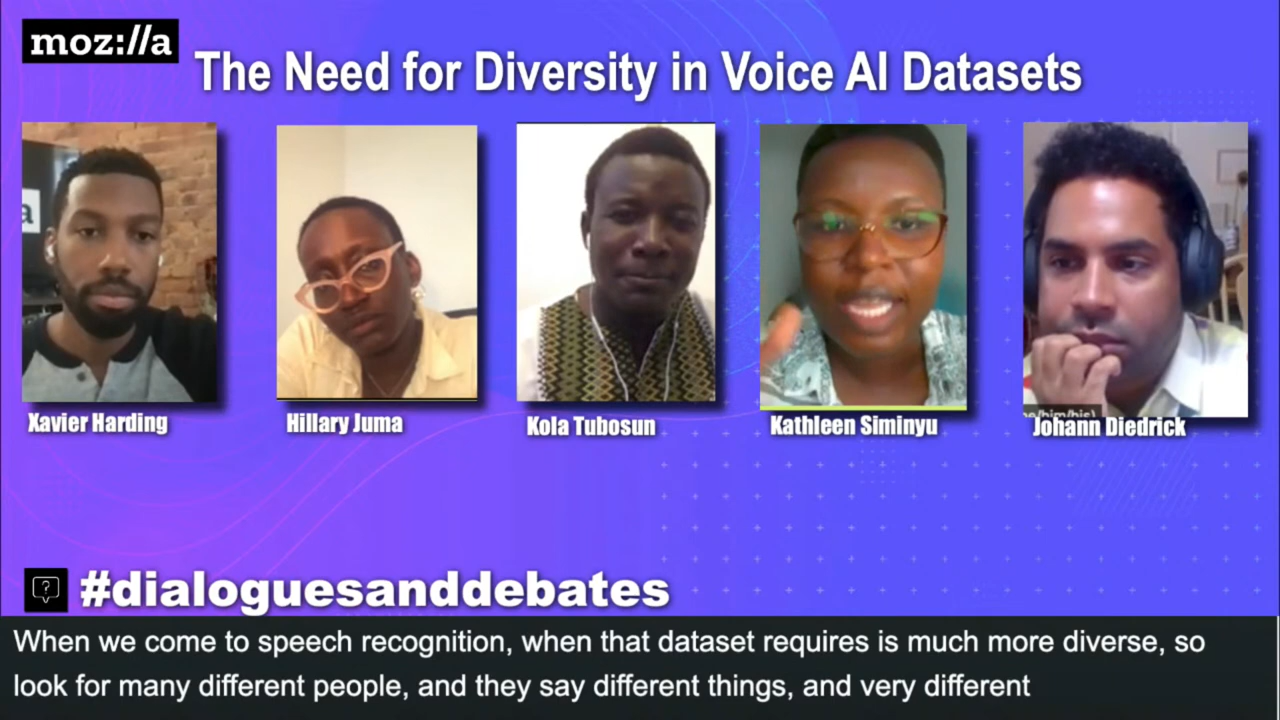 moz://a
The Need for Diversity in Voice AI Datasets
a
e/him/his)
Xavier Harding
Hillary Juma
Kola Tubosun
Kathleen Siminyu
Johann Diedrick
?
#dialoguesanddebates
When we come to speech recognition, when that dataset requires is much more diverse, so
look for many different people, and they say different things, and very different